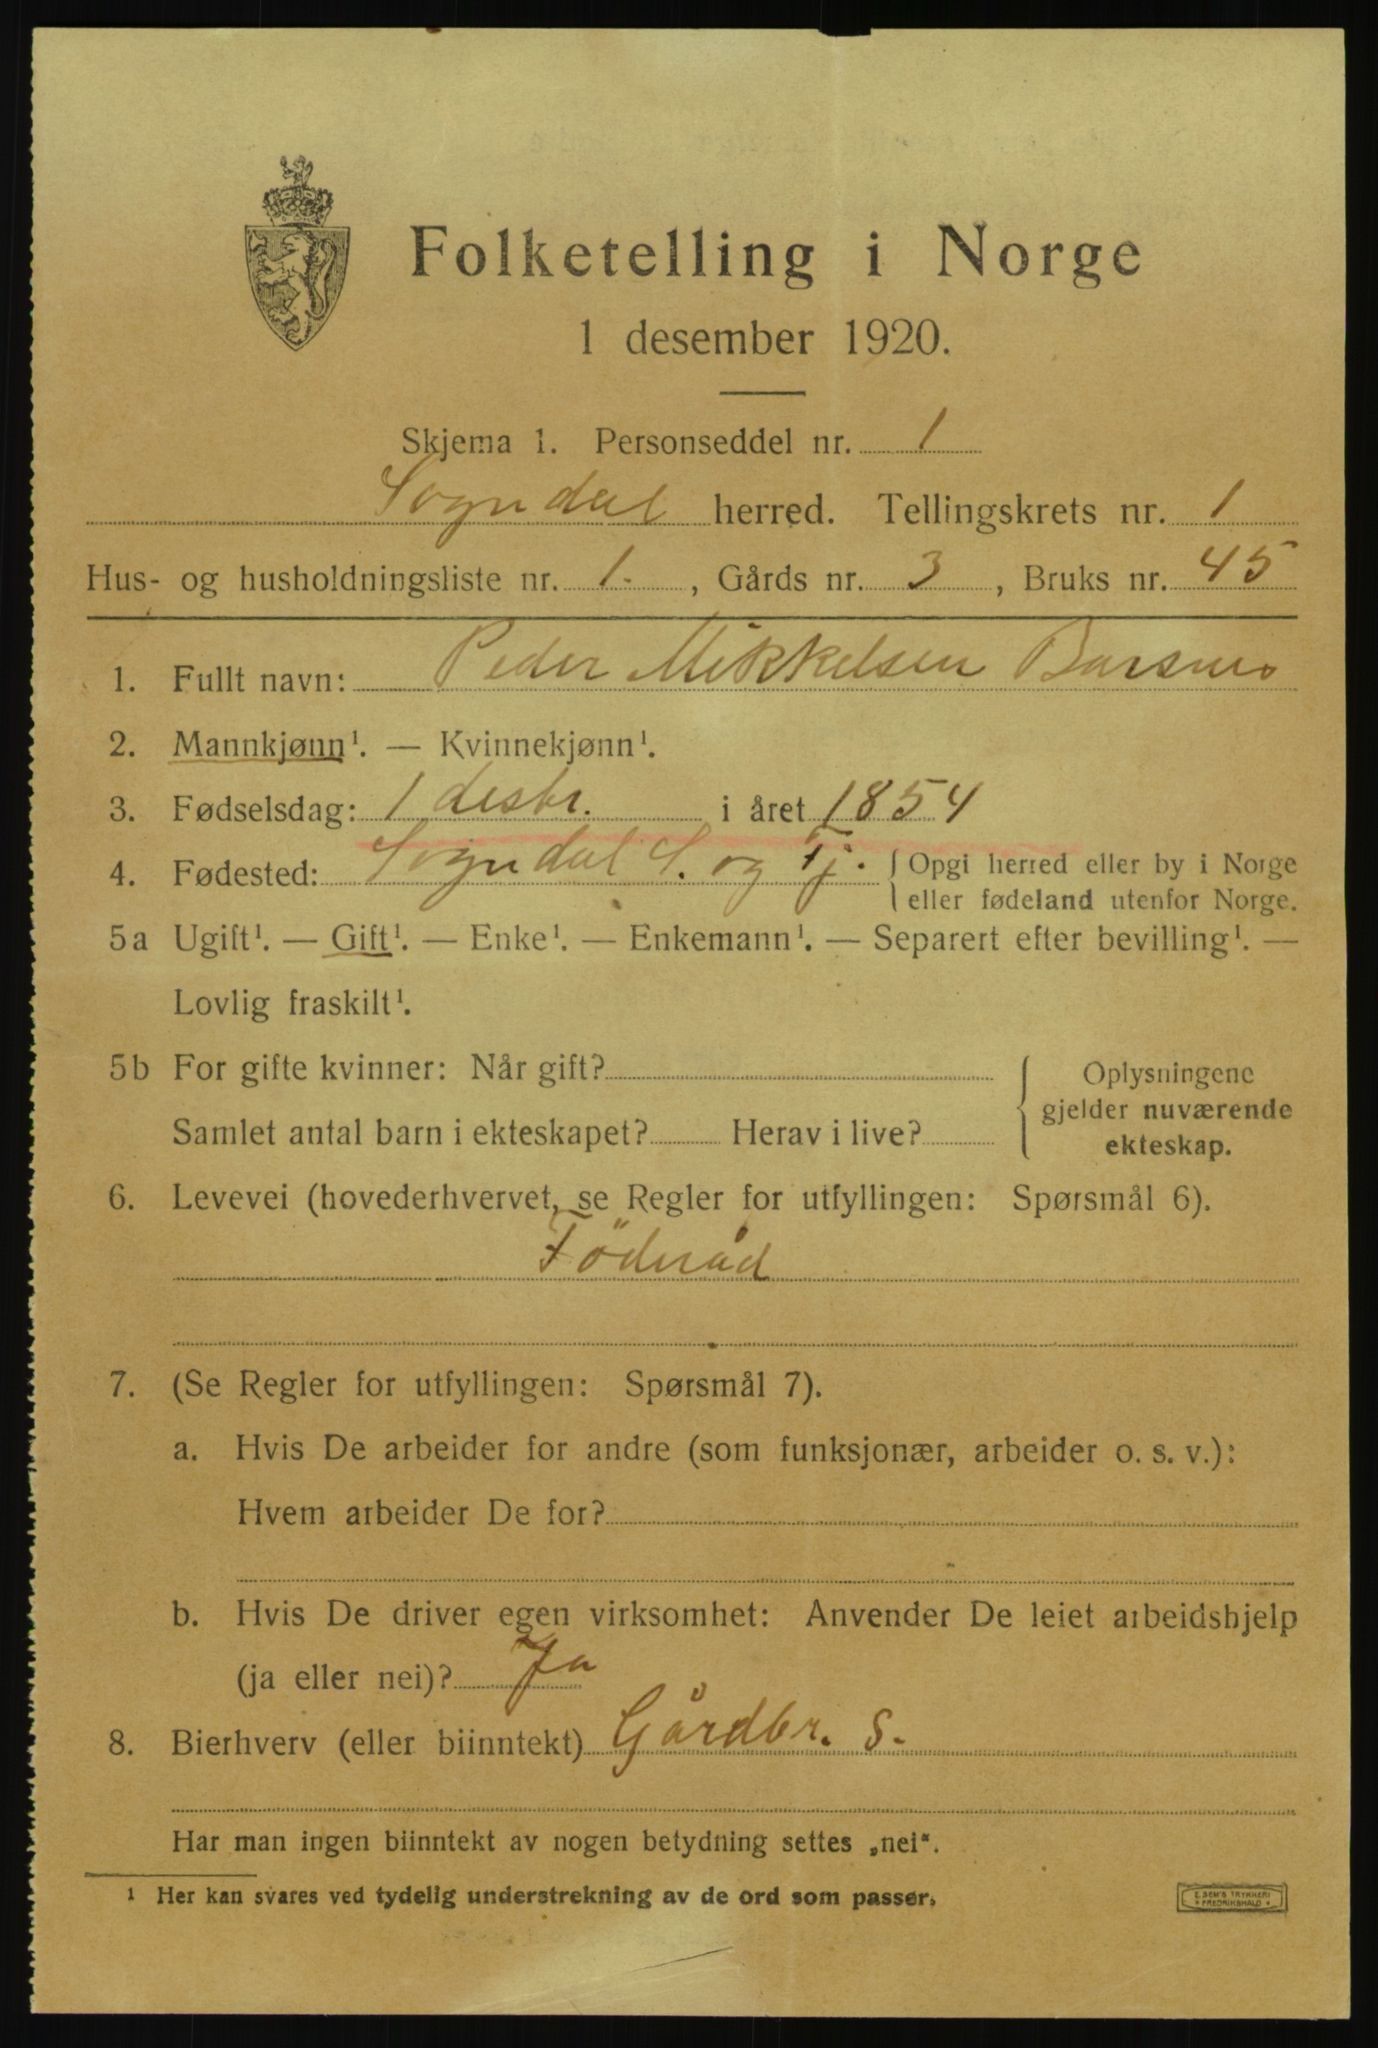 Folketelling i Norge
1 desember 1920.
Skjema 1. Personseddel nr. 1
Sogndal herred. Tellingskrets nr. 1
Hus- og husholdningsliste nr. 1. , Gårds nr. 3 , Bruks nr. 45
1. Fullt navn: Peder Mikkelsen Barsnes
2. Mannkjønn¹. — Kvinnekjønn¹.
3. Fødselsdag: 1 desbr. i året 1854
4. Fødested: Sogndal S. og Fj. { Opgi herred eller by i Norge
eller fødeland utenfor Norge.
5a Ugift¹. — Gift¹. — Enke¹. — Enkemann¹. — Separert efter bevilling¹. —
Lovlig fraskilt¹.
5b For gifte kvinner: Når gift?
Samlet antal barn i ekteskapet? Herav i live?
{ Oplysningene
gjelder nuværende
ekteskap.
6. Levevei (hovederhvervet, se Regler for utfyllingen: Spørsmål 6).
Föderåd
7. (Se Regler for utfyllingen: Spørsmål 7).
a. Hvis De arbeider for andre (som funksjonær, arbeider o. s. v.):
Hvem arbeider De for?
b. Hvis De driver egen virksomhet: Anvender De leiet arbeidshjelp
(ja eller nei)? Ja
8. Bierhverv (eller biinntekt) Gårdbr. S.
Har man ingen biinntekt av nogen betydning settes „nei“.
¹ Her kan svares ved tydelig understrekning av de ord som passer.
E. SEM'S TRYKKERI
* FREDRIKSHALD *